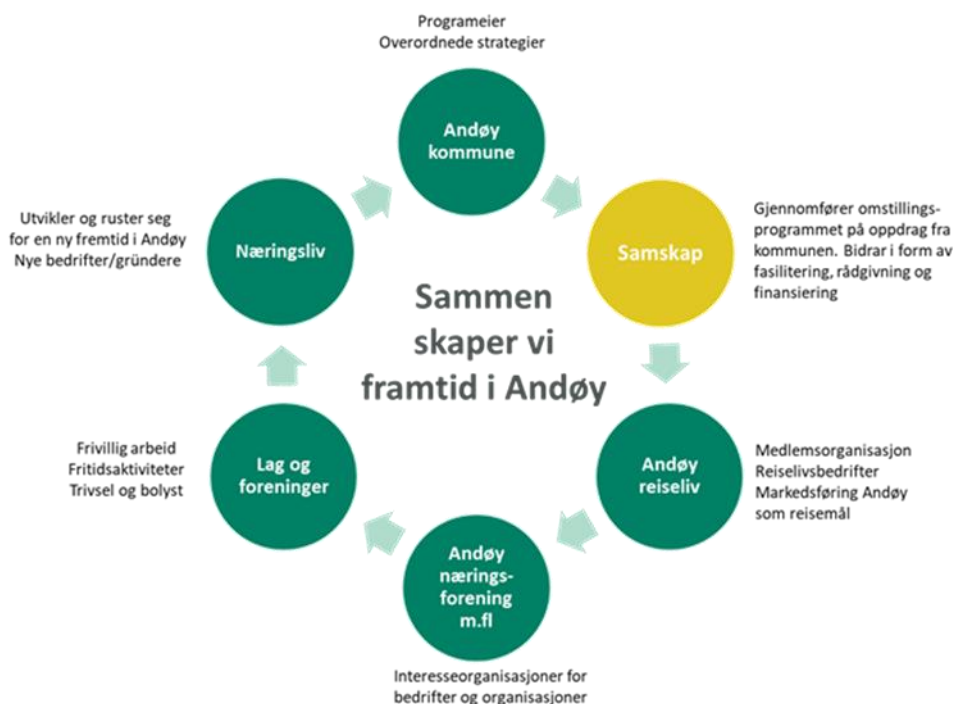 Programeier
Overordnede strategier
Andøy
kommune
Samskap
Gjennomfører omstillings-
programmet på oppdrag fra
kommunen. Bidrar i form av
fasilitering, rådgivning og
finansiering
Andøy
reiseliv
Medlemsorganisasjon
Reiselivsbedrifter
Markedsføring Andøy
som reisemål
Andøy
nærings-
forening
m.fl
Interesseorganisasjoner for
bedrifter og organisasjoner
Lag og
foreninger
Frivillig arbeid
Fritidsaktiviteter
Trivsel og bolyst
Næringsliv
Utvikler og ruster seg
for en ny fremtid i Andøy
Nye bedrifter/gründere
Sammen
skaper vi
framtid i Andøy